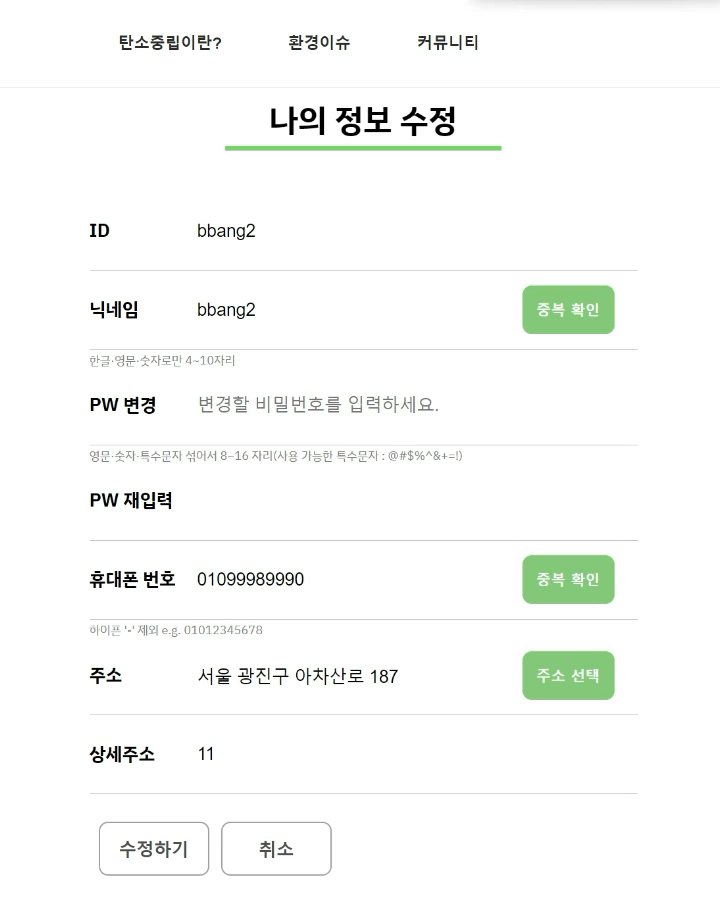 탄소중립이란? 환경이슈 커뮤니티
나의 정보 수정
ID bbang2
닉네임 bbang2 중복 확인
한글·영문·숫자로만 4~10자리
PW 변경 변경할 비밀번호를 입력하세요.
영문·숫자·특수문자 섞어서 8~16 자리(사용 가능한 특수문자 : @#$%^&+=!)
PW 재입력
휴대폰 번호 01099989990 중복 확인
하이픈 '-' 제외 e.g. 01012345678
주소 서울 광진구 아차산로 187 주소 선택
상세주소 11
수정하기 취소